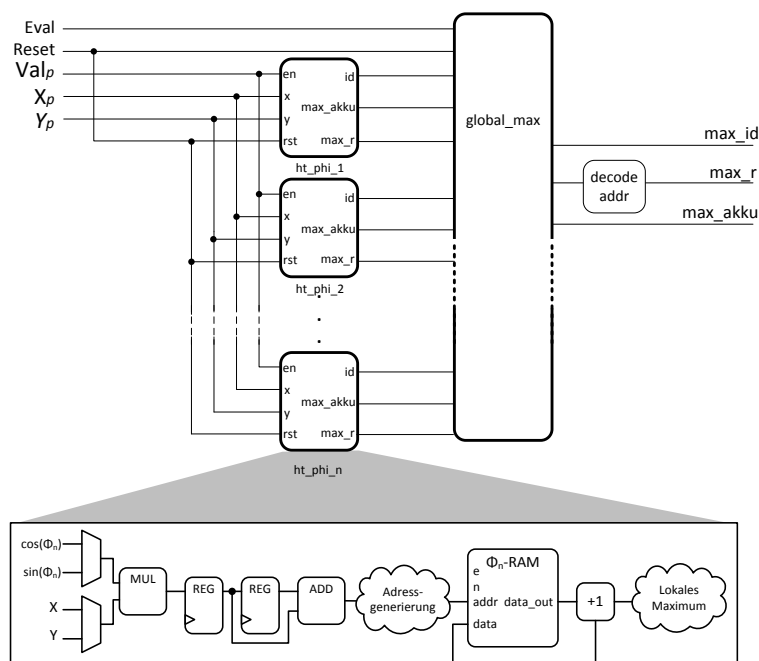 Eval
Reset
Valp
Xp
Yp
en
x
y
rst
id
max_akku
max_r
ht_phi_1
global_max
max_id
decode
addr
max_r
max_akku
en
x
y
rst
id
max_akku
max_r
ht_phi_2
.
.
.
en
x
y
rst
id
max_akku
max_r
ht_phi_n
cos(Φn)
sin(Φn)
X
Y
MUL
REG
REG
ADD
Adress-
generierung
Φn-RAM
e
n
addr data_out
data
+1
Lokales
Maximum